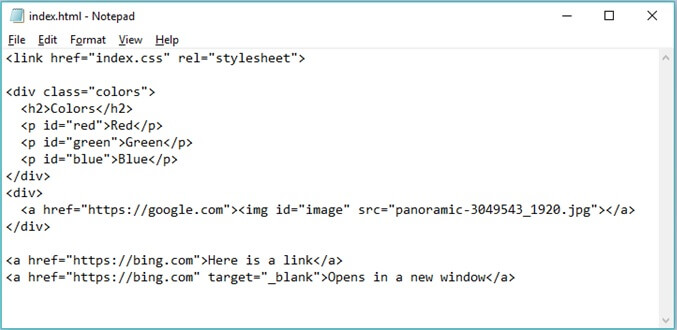 index.html - Notepad
File Edit Format View Help
<link href="index.css" rel="stylesheet">
<div class="colors">
  <h2>Colors</h2>
  <p id="red">Red</p>
  <p id="green">Green</p>
  <p id="blue">Blue</p>
</div>
<div>
  <a href="https://google.com"><img id="image" src="panoramic-3049543_1920.jpg"></a>
</div>
<a href="https://bing.com">Here is a link</a>
<a href="https://bing.com" target="_blank">Opens in a new window</a>